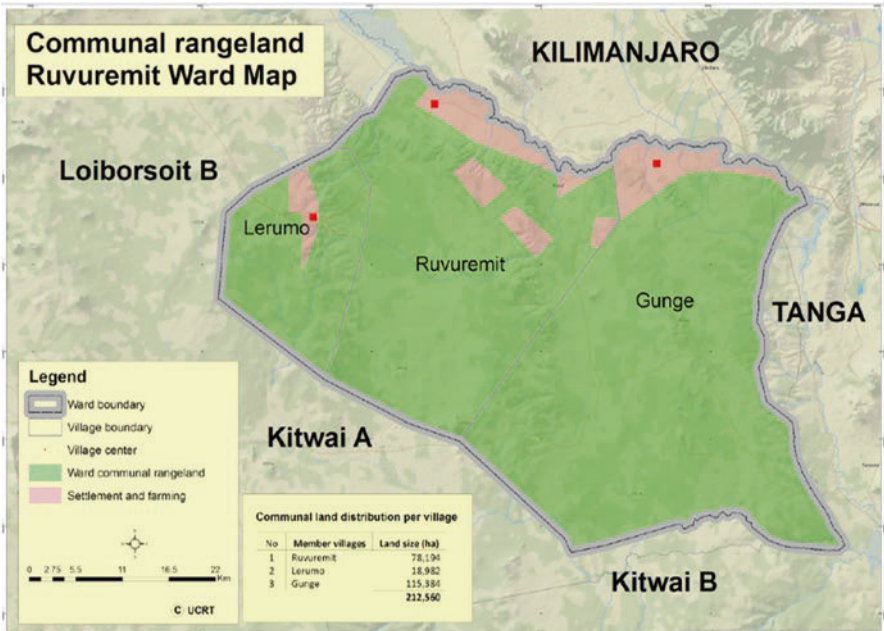 Communal rangeland
Ruvuremit Ward Map
KILIMANJARO
Loiborsoit B
Lerumo
Ruvuremit
Gunge
TANGA
Kitwai A
Kitwai B
Legend
Ward boundary
Village boundary
Village center
Ward communal rangeland
Settlement and farming
0 2.75 5.5 11 16.5 22
Km
© UCRT
Communal land distribution per village
No Member villages Land size (ha)
1 Ruvuremit 78,194
2 Lerumo 18,982
3 Gunge 115,384
212,560